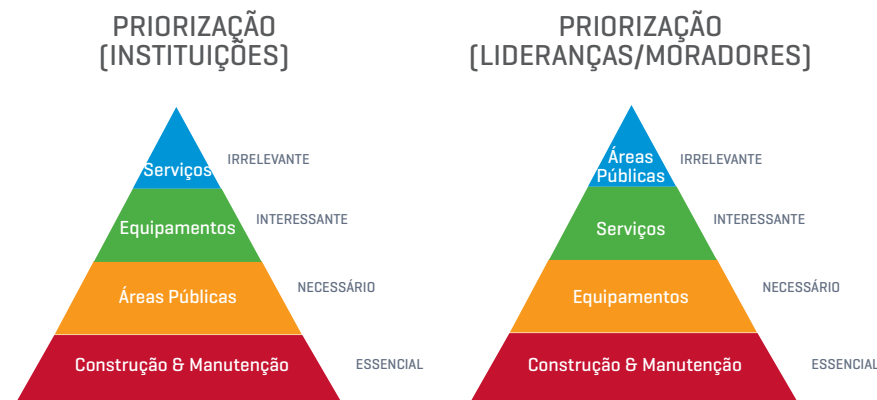 PRIORIZAÇÃO
(INSTITUIÇÕES)
Serviços
IRRELEVANTE
Equipamentos
INTERESSANTE
Áreas Públicas
NECESSÁRIO
Construção & Manutenção
ESSENCIAL
PRIORIZAÇÃO
(LIDERANÇAS/MORADORES)
Áreas
Públicas
IRRELEVANTE
Serviços
INTERESSANTE
Equipamentos
NECESSÁRIO
Construção & Manutenção
ESSENCIAL